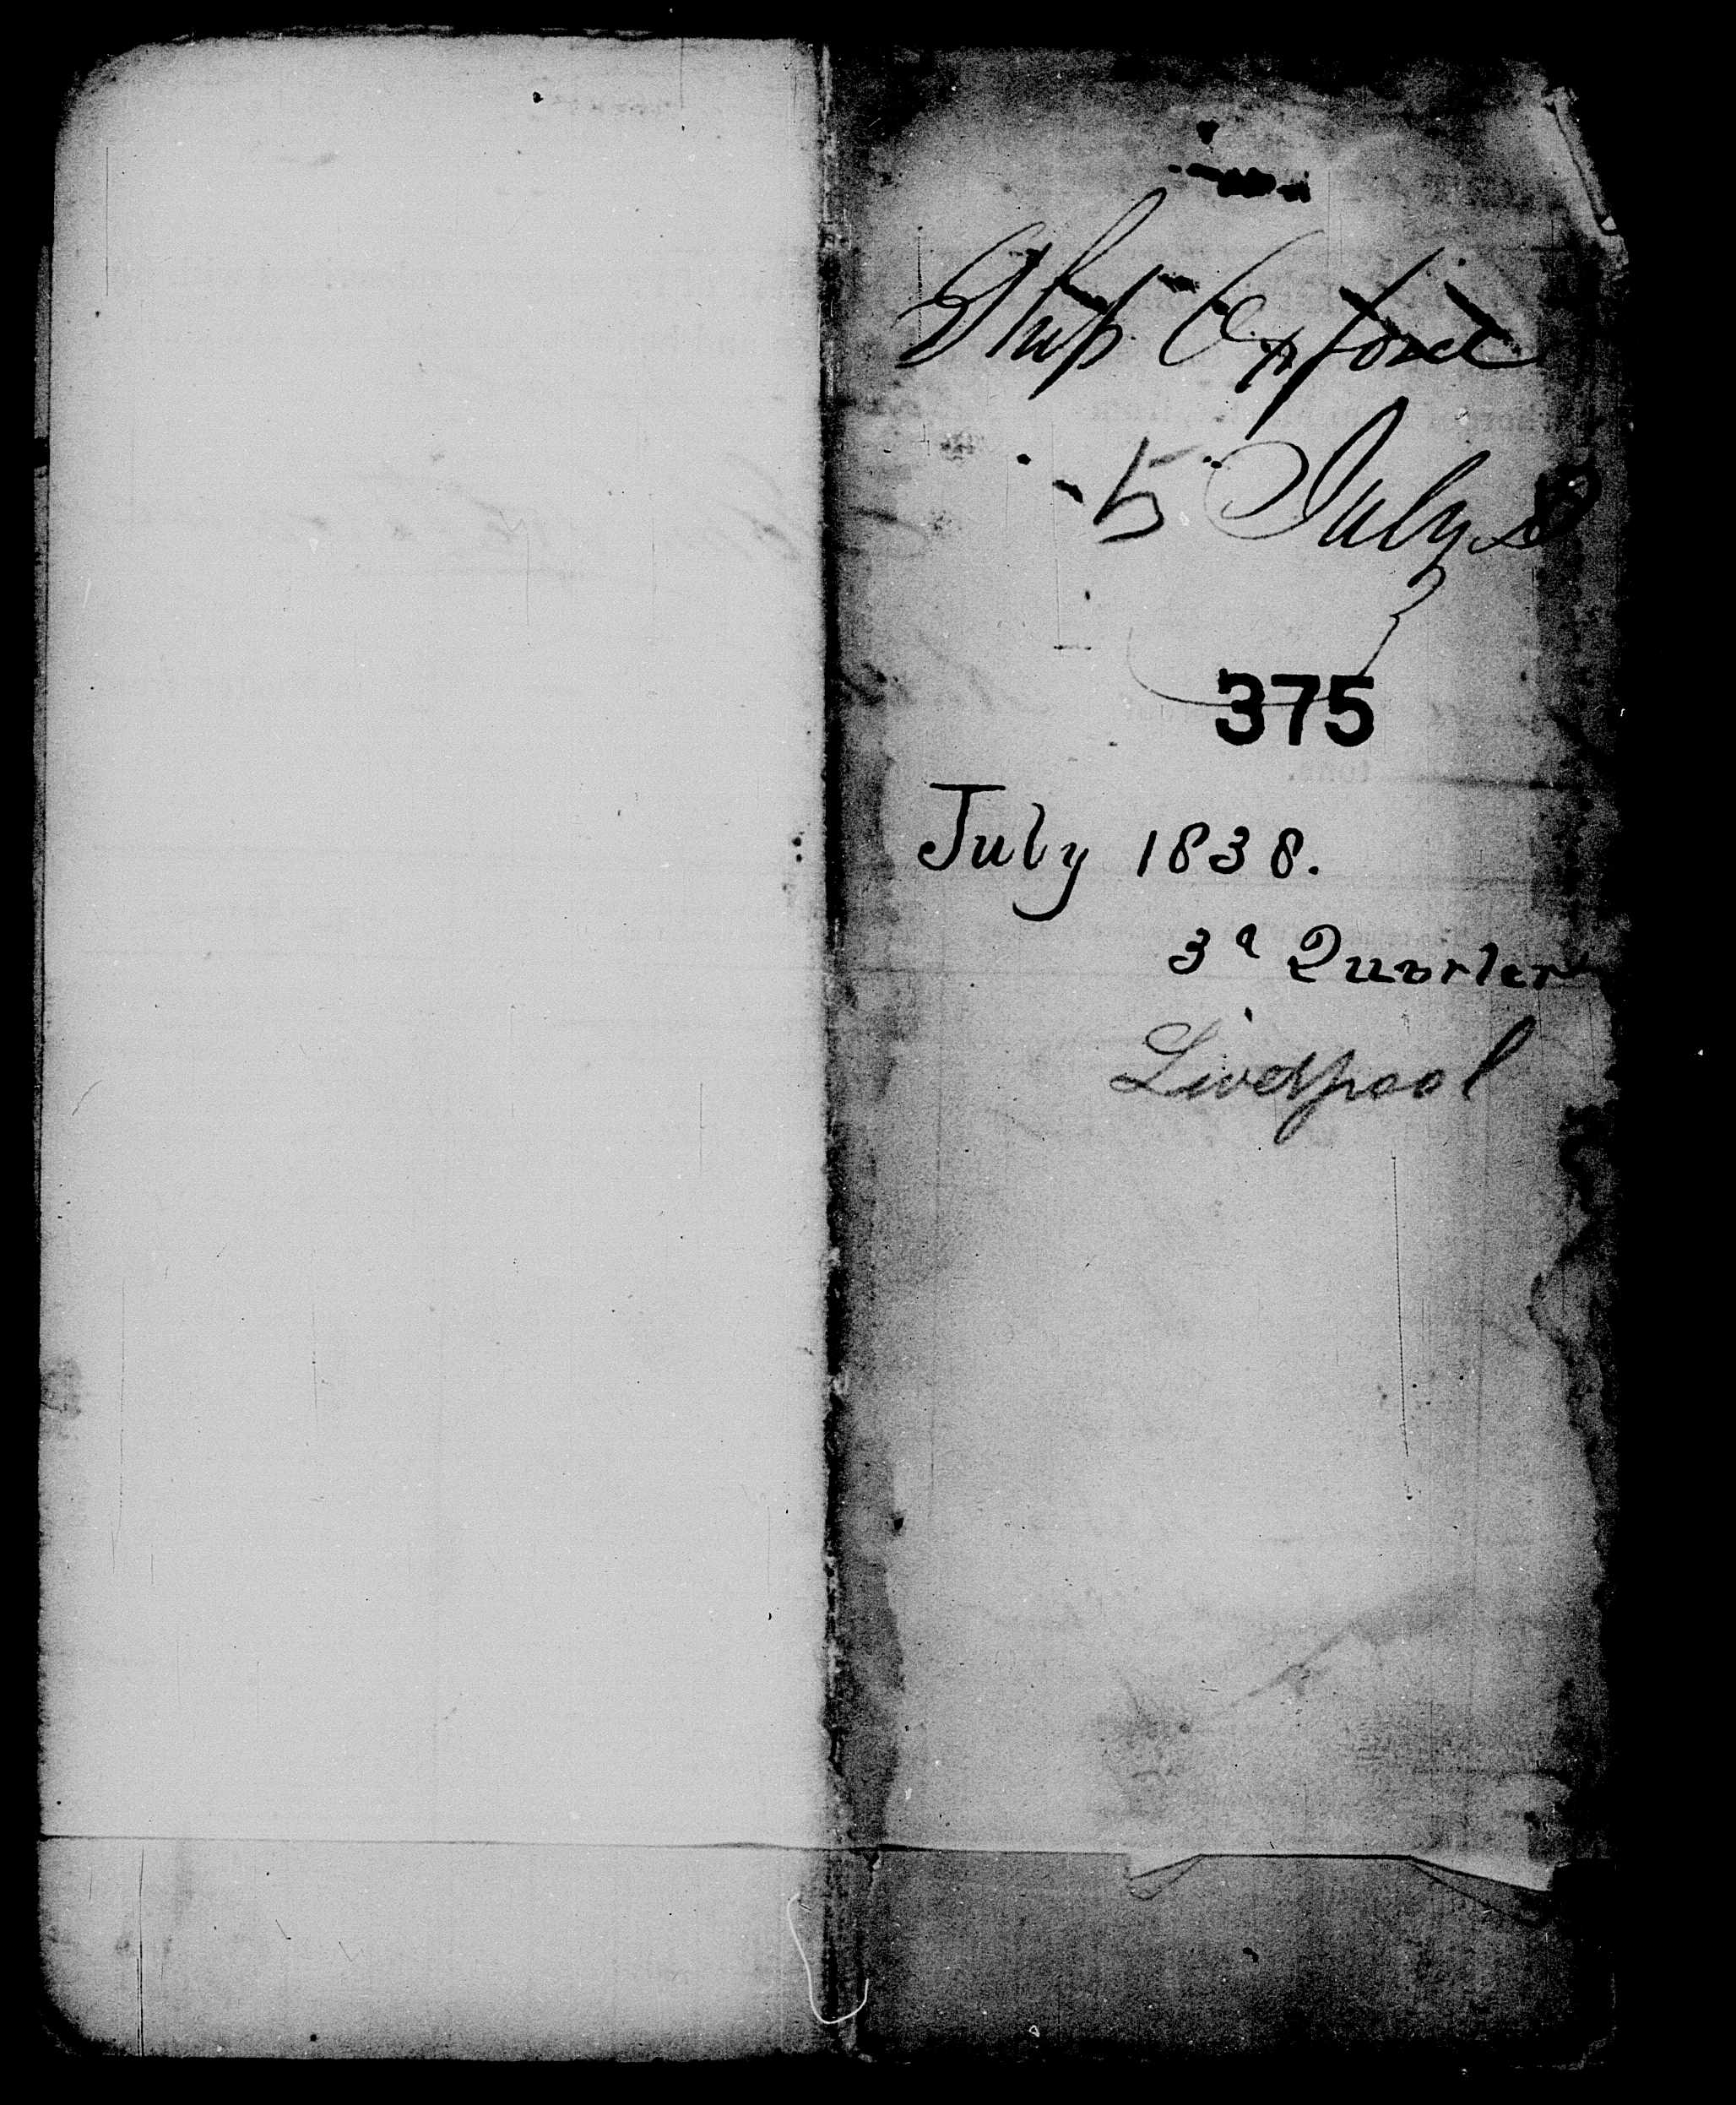 Ship Oxford
5 July
375
July 1838.
3d Quarter
Liverpool